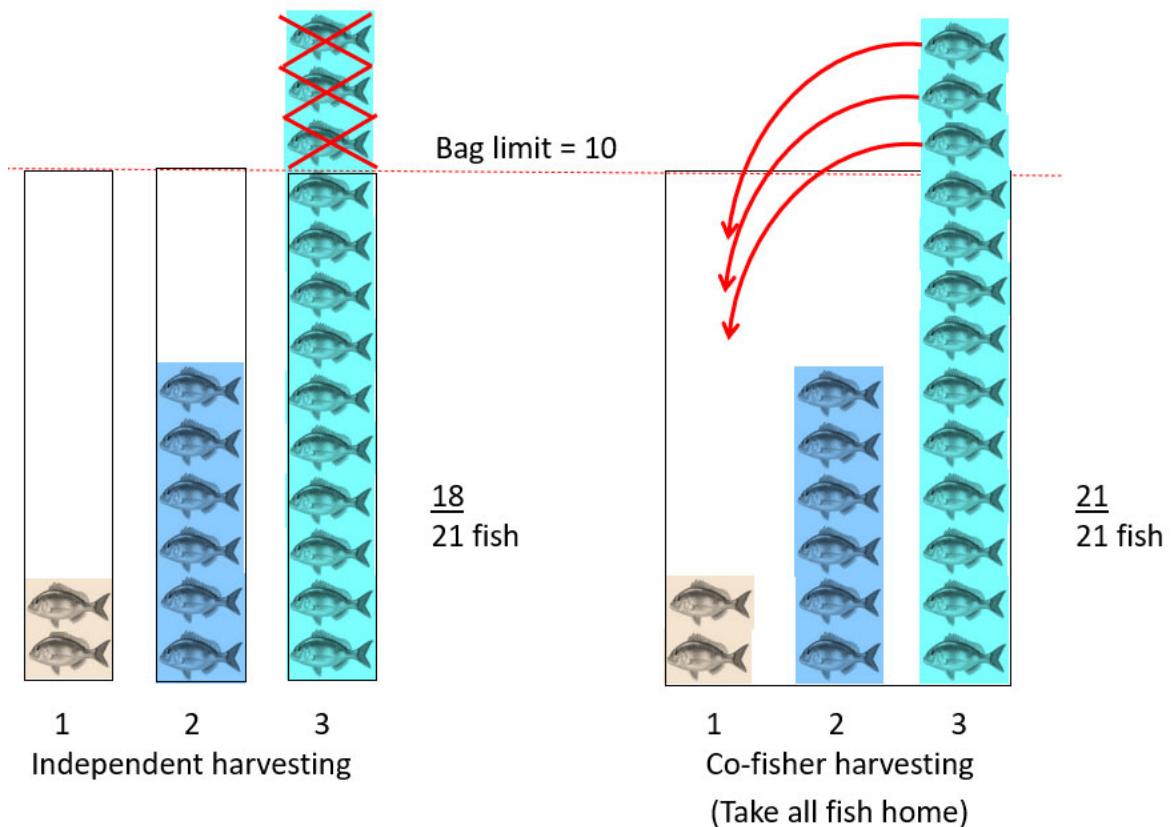 Bag limit = 10
18
21 fish
21
21 fish
1 2 3
Independent harvesting
1 2 3
Co-fisher harvesting
(Take all fish home)